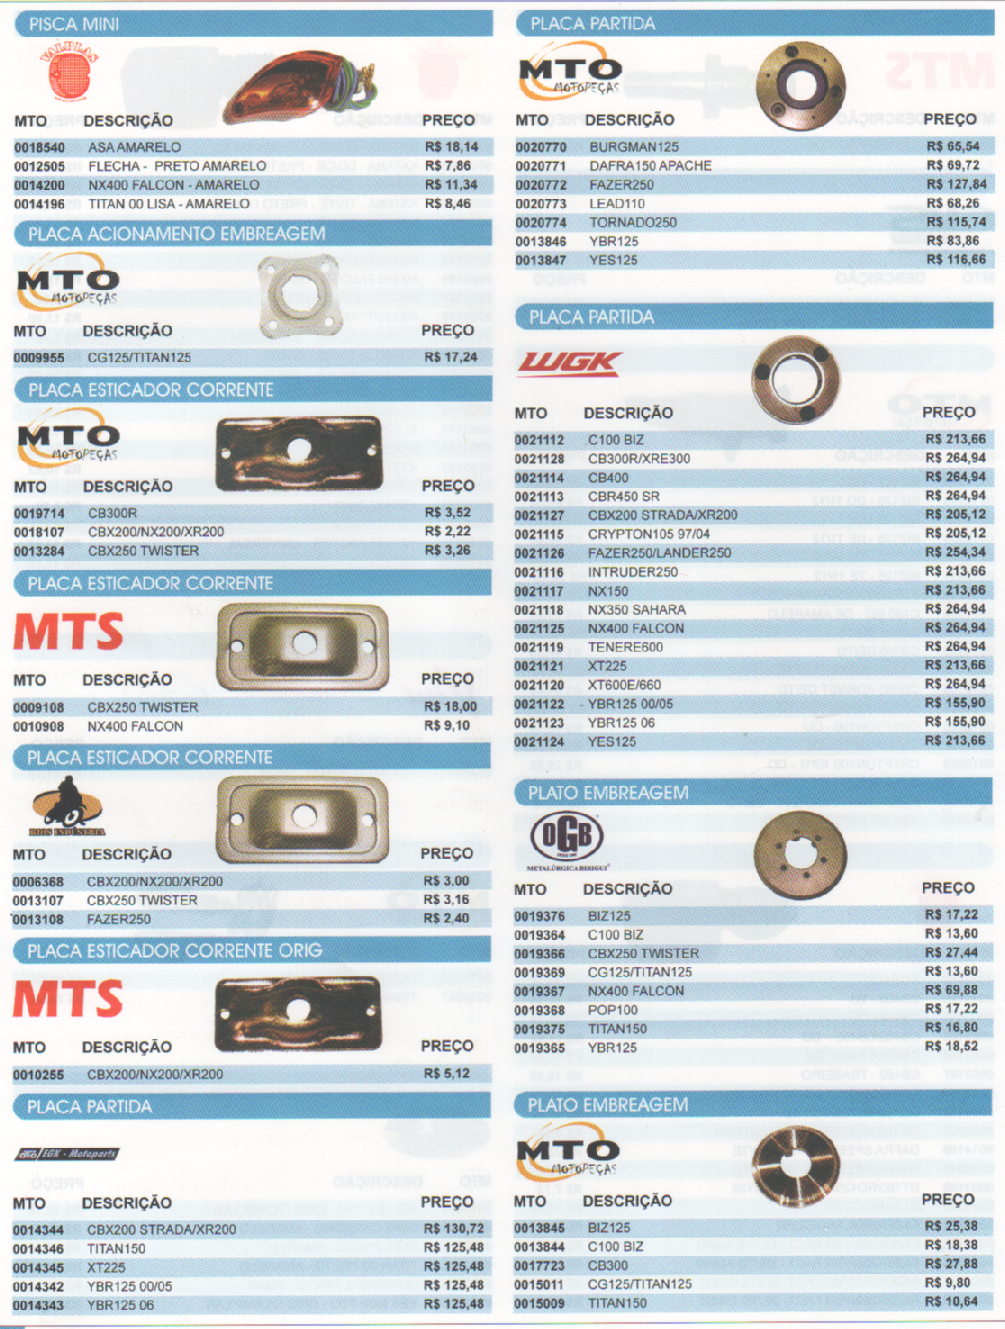 PISCA MINI
VALPLAS
MTO DESCRIÇÃO PREÇO
0018540 ASA AMARELO R$ 18,14
0012505 FLECHA - PRETO AMARELO R$ 7,86
0014200 NX400 FALCON - AMARELO R$ 11,34
0014196 TITAN 00 LISA - AMARELO R$ 8,46
PLACA ACIONAMENTO EMBREAGEM
MTO
MOTOPEÇAS
MTO DESCRIÇÃO PREÇO
0009955 CG125/TITAN125 R$ 17,24
PLACA ESTICADOR CORRENTE
MTO
MOTOPEÇAS
MTO DESCRIÇÃO PREÇO
0019714 CB300R R$ 3,52
0018107 CBX200/NX200/XR200 R$ 2,22
0013284 CBX250 TWISTER R$ 3,26
PLACA ESTICADOR CORRENTE
MTS
MTO DESCRIÇÃO PREÇO
0009108 CBX250 TWISTER R$ 18,00
0010908 NX400 FALCON R$ 9,10
PLACA ESTICADOR CORRENTE
RIOS INDÚSTRIA
MTO DESCRIÇÃO PREÇO
0006368 CBX200/NX200/XR200 R$ 3,00
0013107 CBX250 TWISTER R$ 3,16
0013108 FAZER250 R$ 2,40
PLACA ESTICADOR CORRENTE ORIG
MTS
MTO DESCRIÇÃO PREÇO
0010255 CBX200/NX200/XR200 R$ 5,12
PLACA PARTIDA
EGK - Motoparts
MTO DESCRIÇÃO PREÇO
0014344 CBX200 STRADA/XR200 R$ 130,72
0014346 TITAN150 R$ 125,48
0014345 XT225 R$ 125,48
0014342 YBR125 00/05 R$ 125,48
0014343 YBR125 06 R$ 125,48
PLACA PARTIDA
MTO
MOTOPEÇAS
MTO DESCRIÇÃO PREÇO
0020770 BURGMAN125 R$ 65,54
0020771 DAFRA150 APACHE R$ 69,72
0020772 FAZER250 R$ 127,84
0020773 LEAD110 R$ 68,26
0020774 TORNADO250 R$ 115,74
0013846 YBR125 R$ 83,86
0013847 YES125 R$ 116,66
PLACA PARTIDA
WGK
MTO DESCRIÇÃO PREÇO
0021112 C100 BIZ R$ 213,66
0021128 CB300R/XRE300 R$ 264,94
0021114 CB400 R$ 264,94
0021113 CBR450 SR R$ 264,94
0021127 CBX200 STRADA/XR200 R$ 205,12
0021115 CRYPTON105 97/04 R$ 205,12
0021126 FAZER250/LANDER250 R$ 254,34
0021116 INTRUDER250 R$ 213,66
0021117 NX150 R$ 213,66
0021118 NX350 SAHARA R$ 264,94
0021125 NX400 FALCON R$ 264,94
0021119 TENERE600 R$ 264,94
0021121 XT225 R$ 213,66
0021120 XT600E/660 R$ 264,94
0021122 YBR125 00/05 R$ 155,90
0021123 YBR125 06 R$ 155,90
0021124 YES125 R$ 213,66
PLATO EMBREAGEM
OGB
METALÚRGICA BIRIGUI
MTO DESCRIÇÃO PREÇO
0019376 BIZ125 R$ 17,22
0019364 C100 BIZ R$ 13,60
0019366 CBX250 TWISTER R$ 27,44
0019369 CG125/TITAN125 R$ 13,60
0019367 NX400 FALCON R$ 69,88
0019368 POP100 R$ 17,22
0019375 TITAN150 R$ 16,80
0019365 YBR125 R$ 18,52
PLATO EMBREAGEM
MTO
MOTOPEÇAS
MTO DESCRIÇÃO PREÇO
0013845 BIZ125 R$ 25,38
0013844 C100 BIZ R$ 18,38
0017723 CB300 R$ 27,88
0015011 CG125/TITAN125 R$ 9,80
0015009 TITAN150 R$ 10,64